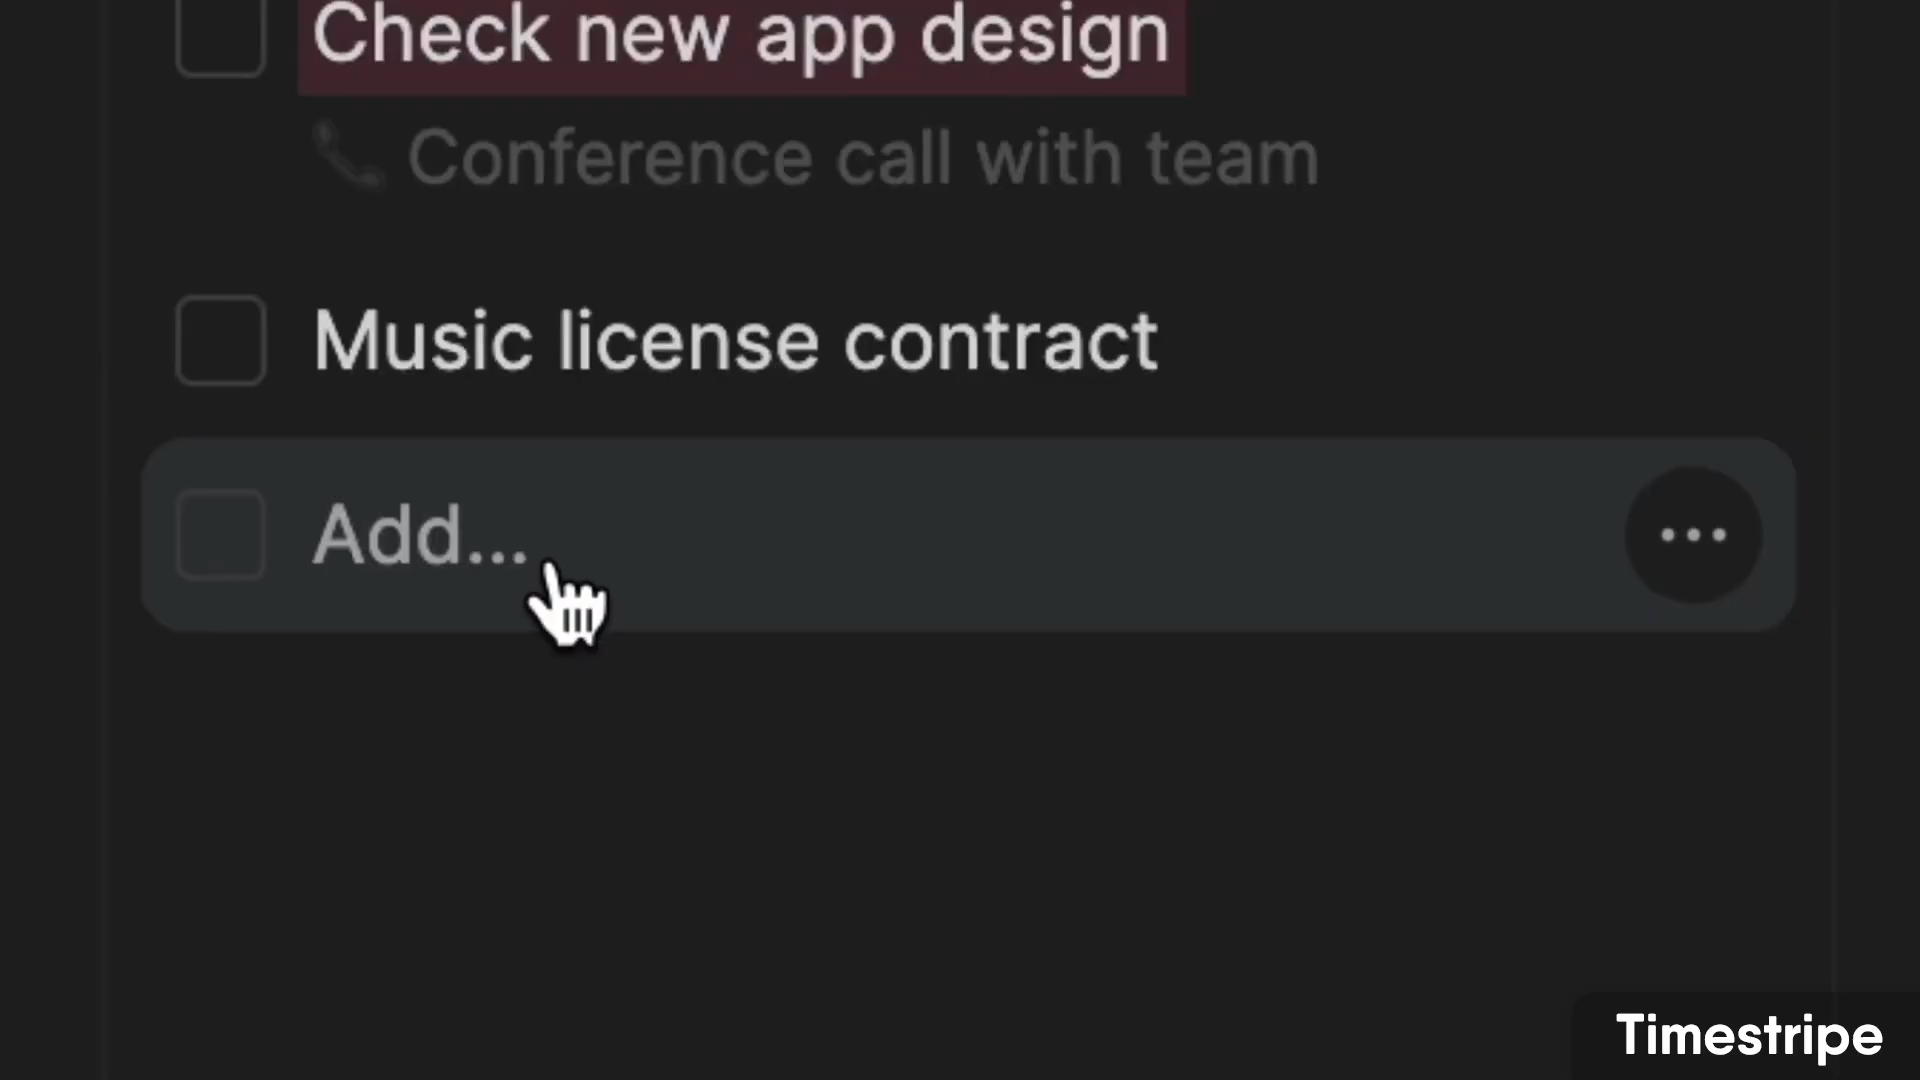 Check new app design
Conference call with team
Music license contract
Add...
Timestripe